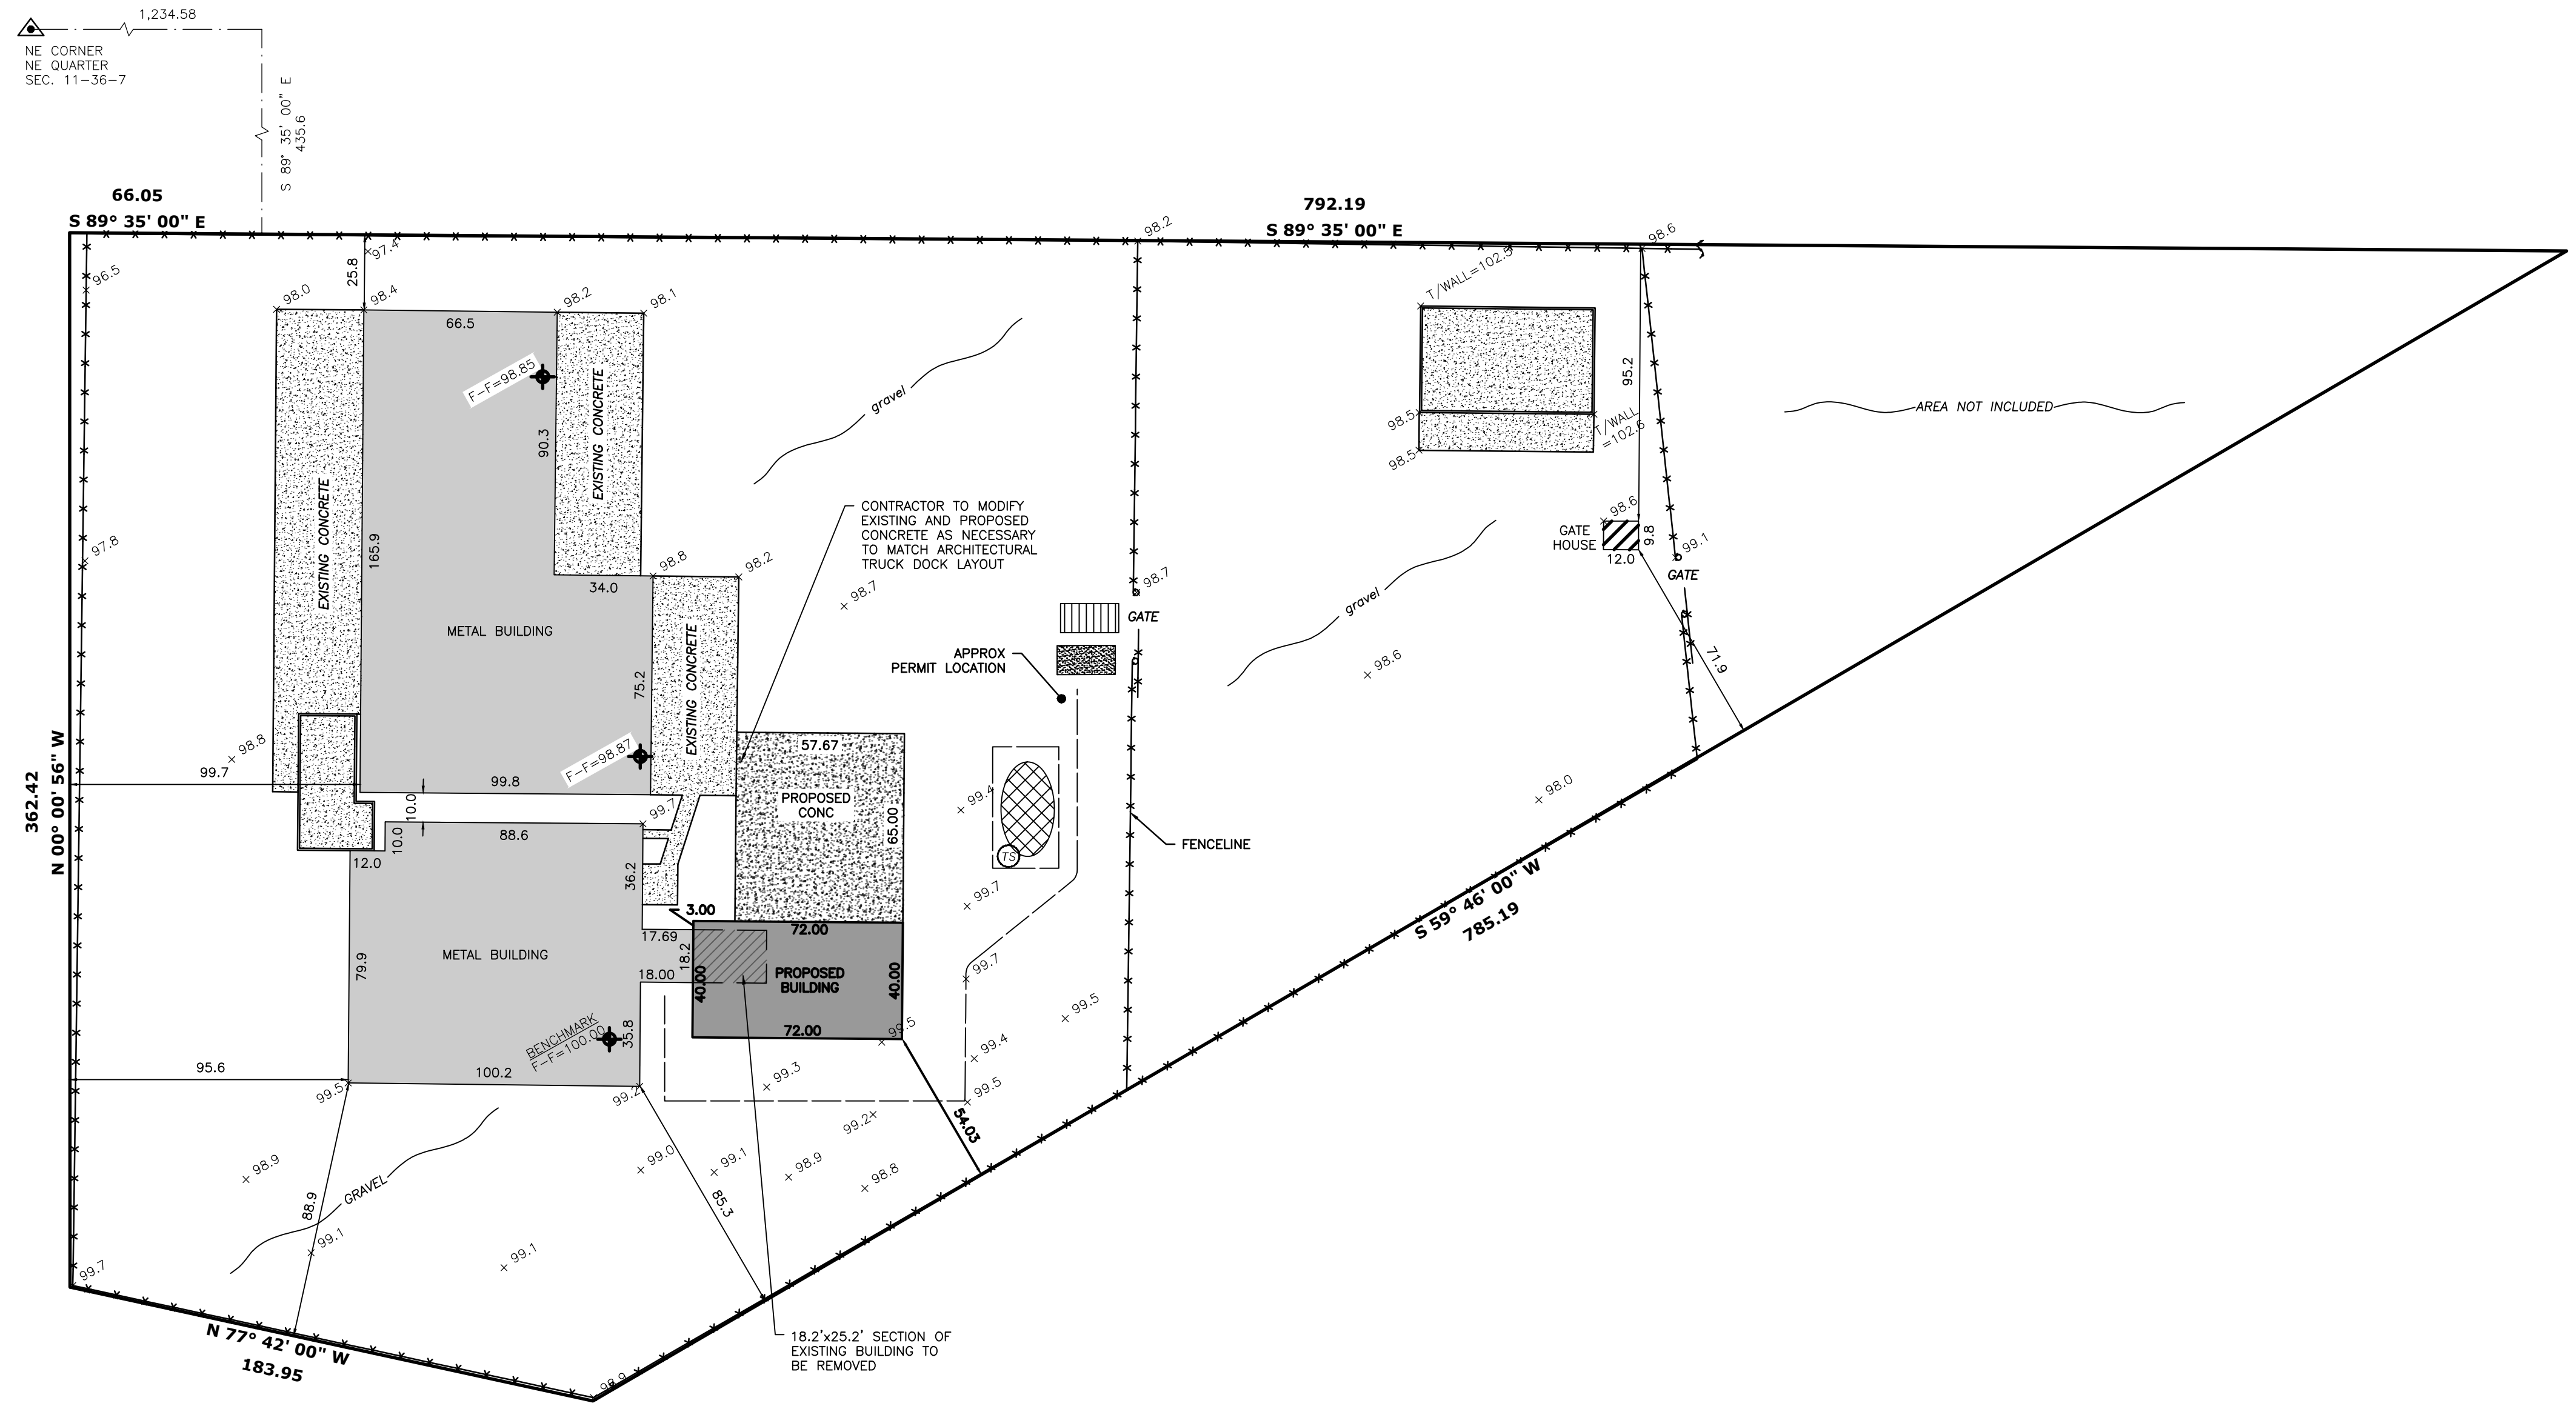 1,234.58
NE CORNER
NE QUARTER
SEC. 11-36-7
S 89° 35' 00" E
435.6
66.05
S 89° 35' 00" E
792.19
S 89° 35' 00" E
98.2
98.6
97.4
25.8
96.5
98.0
98.4
98.2
98.1
66.5
F-F=98.85
90.3
EXISTING CONCRETE
EXISTING CONCRETE
165.9
gravel
T/WALL=102.5
98.5
T/WALL
=102.6
98.5
95.2
AREA NOT INCLUDED
98.6
GATE
HOUSE
9.8
12.0
99.1
GATE
71.9
gravel
98.6
CONTRACTOR TO MODIFY
EXISTING AND PROPOSED
CONCRETE AS NECESSARY
TO MATCH ARCHITECTURAL
TRUCK DOCK LAYOUT
97.8
98.8
98.2
34.0
98.7
98.7
GATE
METAL BUILDING
75.2
EXISTING CONCRETE
APPROX
PERMIT LOCATION
98.8
99.7
F-F=98.87
57.67
PROPOSED
CONC
65.00
99.4
TS
98.0
FENCELINE
362.42
N 00° 00' 56" W
99.8
10.0
99.7
10.0
88.6
12.0
36.2
3.00
99.7
S 59° 46' 00" W
785.19
72.00
17.69
18.2
METAL BUILDING
79.9
18.00
40.00
PROPOSED
BUILDING
40.00
99.7
99.5
BENCHMARK
F-F=100.00
35.8
72.00
99.5
99.4
95.6
100.2
99.3
99.5
99.5
99.2
99.2
54.03
98.9
GRAVEL
88.9
99.0
99.1
98.9
98.8
85.3
99.1
99.1
99.7
N 77° 42' 00" W
183.95
98.9
18.2'x25.2' SECTION OF
EXISTING BUILDING TO
BE REMOVED